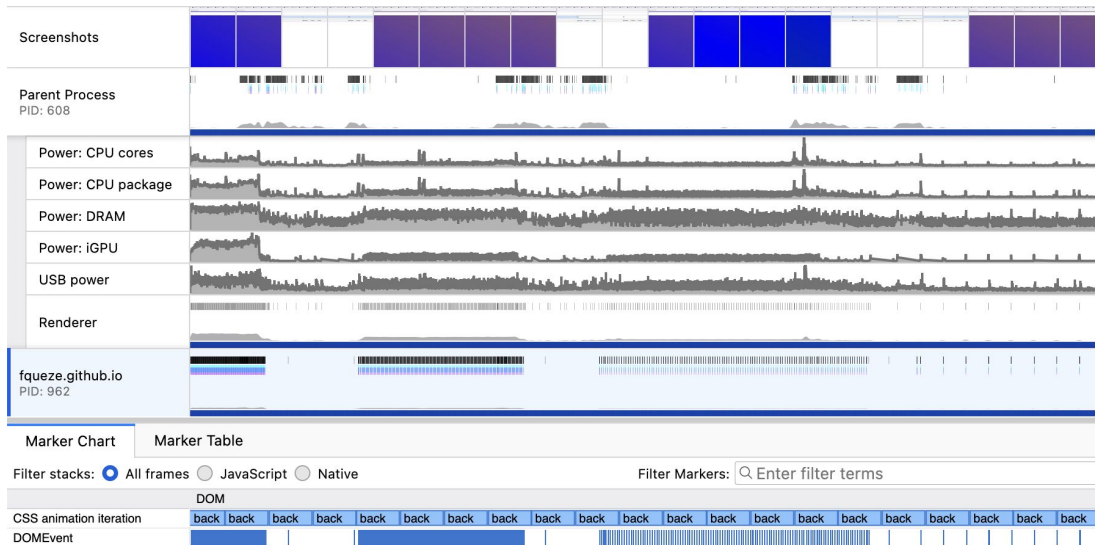 Screenshots
Parent Process
PID: 608
Power: CPU cores
Power: CPU package
Power: DRAM
Power: iGPU
USB power
Renderer
fqueze.github.io
PID: 962
Marker Chart Marker Table
Filter stacks: All frames JavaScript Native Filter Markers: Enter filter terms
DOM
CSS animation iteration back back back back back back back back back back back back back back back back back back back back back
DOMEvent